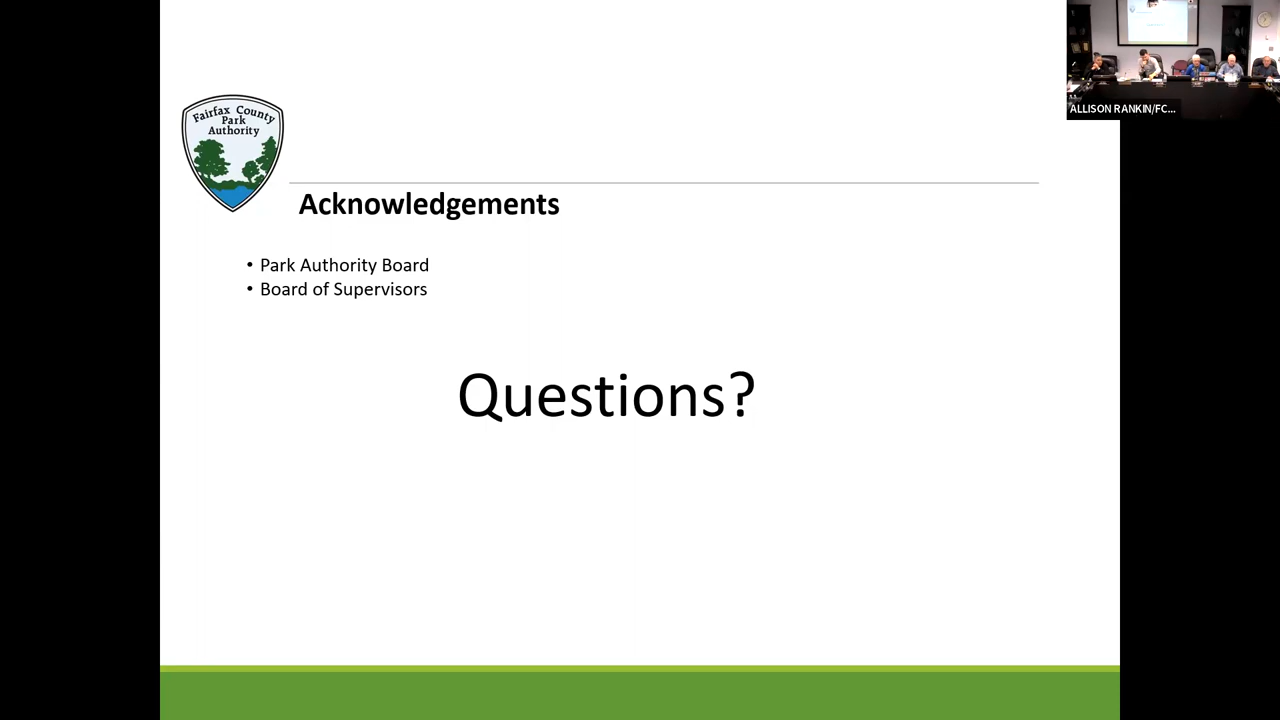 Fairfax County
Park
Authority
Acknowledgements
• Park Authority Board
• Board of Supervisors
Questions?
ALLISON RANKIN/FC...